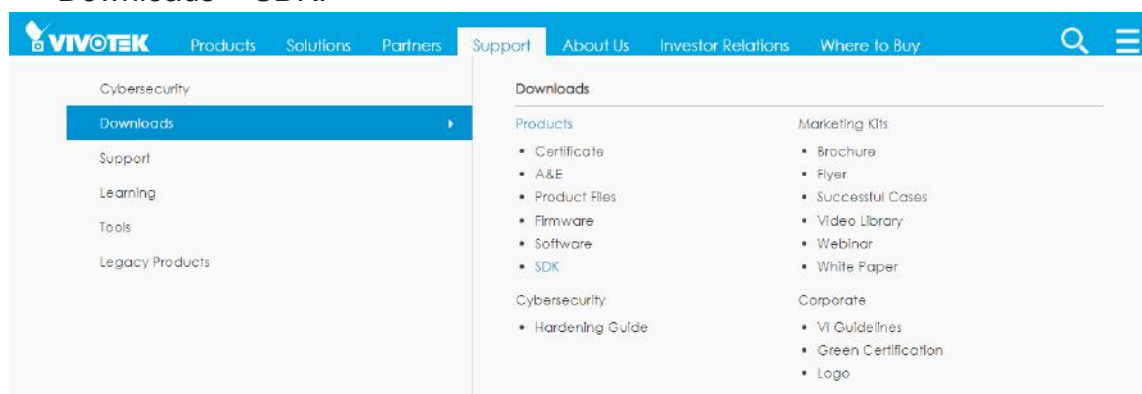 VIVOTEK Products Solutions Partners Support About Us Investor Relations Where to Buy
Cybersecurity
Downloads
Support
Learning
Tools
Legacy Products
Downloads
Products
• Certificate
• A&E
• Product Files
• Firmware
• Software
• SDK
Cybersecurity
• Hardening Guide
Marketing Kits
• Brochure
• Flyer
• Successful Cases
• Video Library
• Webinar
• White Paper
Corporate
• VI Guidelines
• Green Certification
• Logo